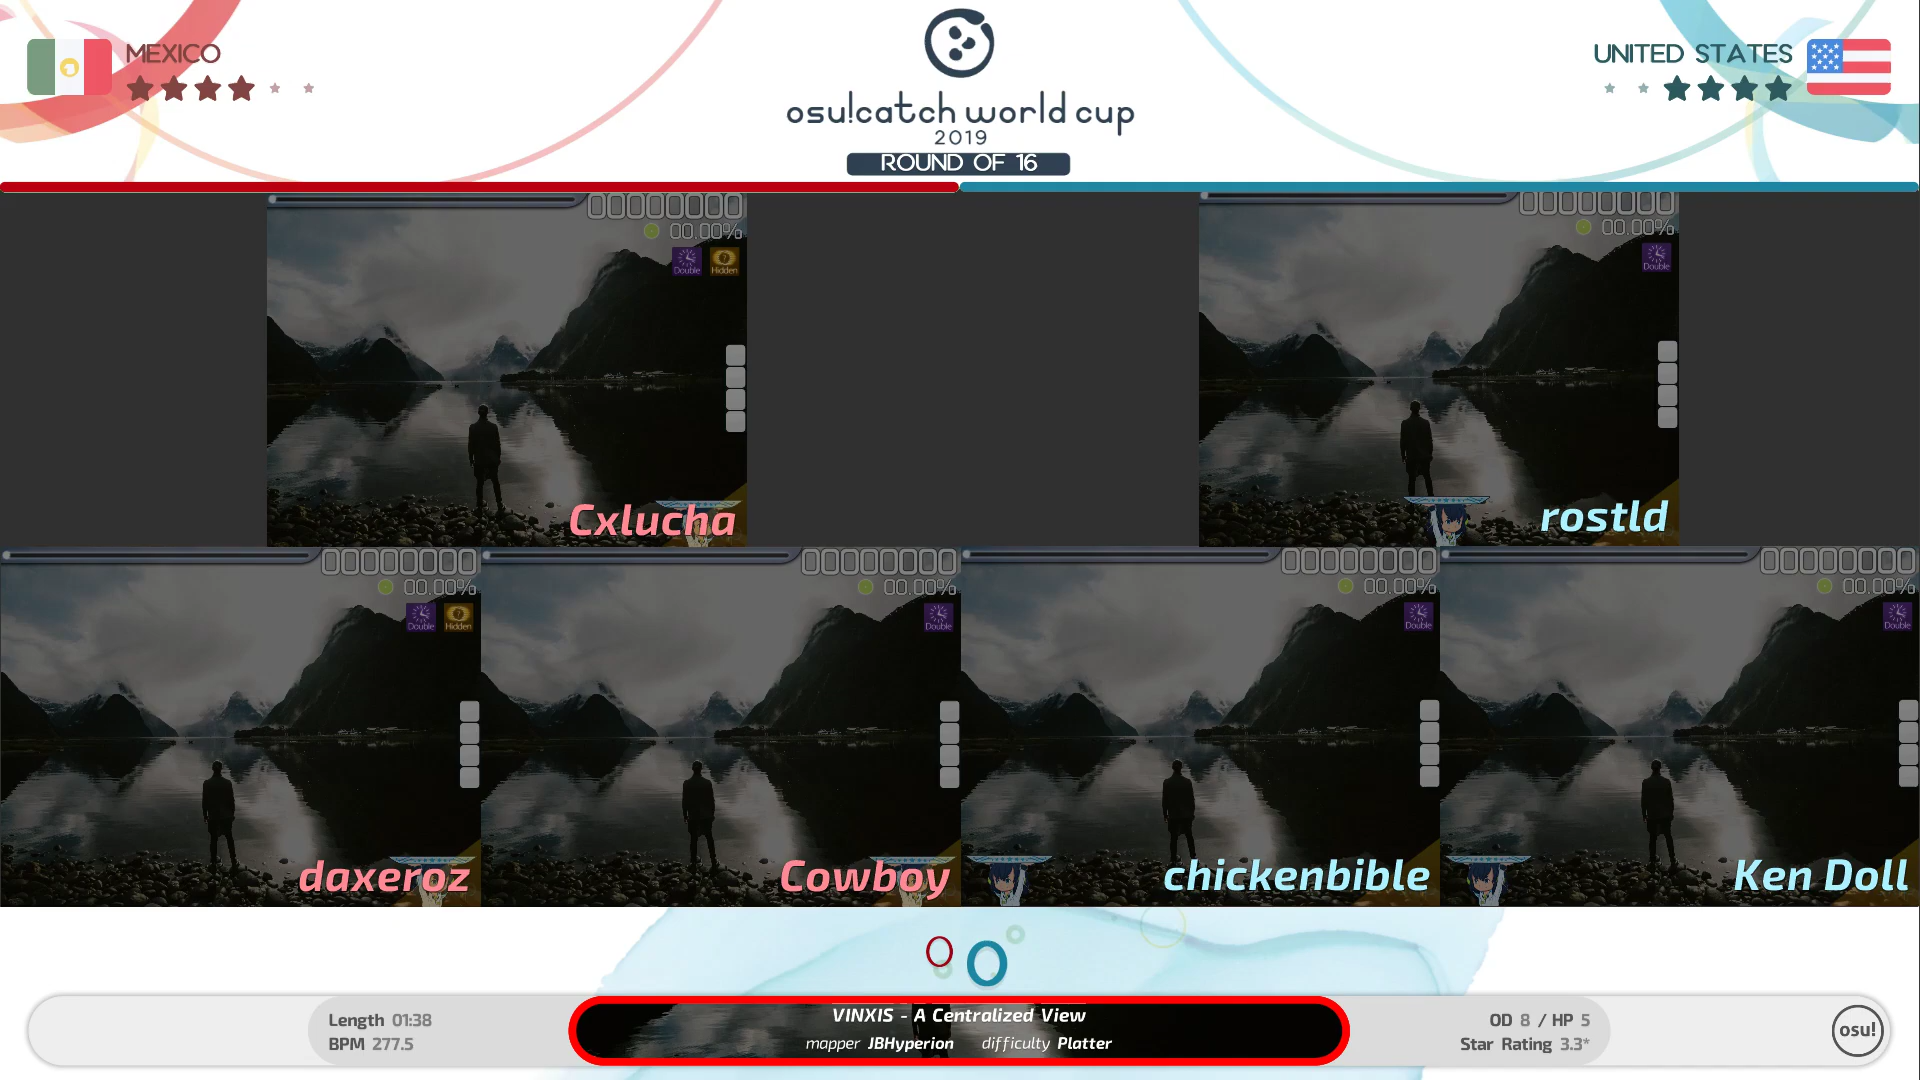 MEXICO
UNITED STATES
osu!catch world cup
2019
ROUND OF 16
00000000
00.00%
Double Hidden
Cxlucha
00000000
00.00%
Double
rostld
00000000
00.00%
Double Hidden
daxeroz
00000000
00.00%
Double
Cowboy
00000000
00.00%
Double
chickenbible
00000000
00.00%
Double
Ken Doll
0 0
Length 01:38
BPM 277.5
VINXIS - A Centralized View
mapper JBHyperion difficulty Platter
OD 8 / HP 5
Star Rating 3.3*
osu!